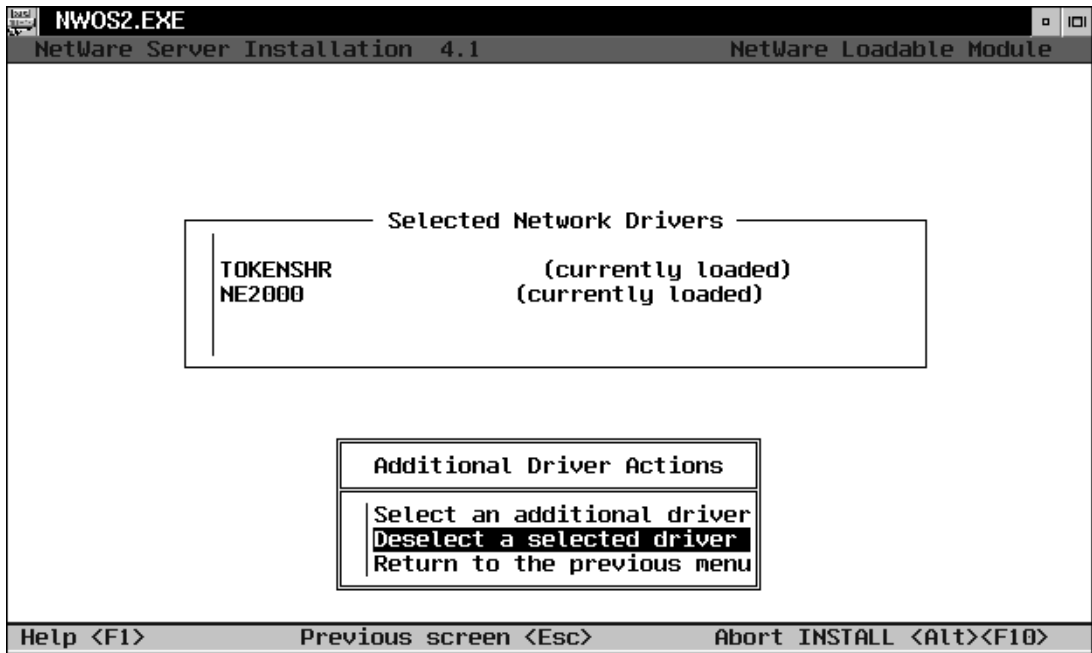 NWOS2.EXE
NetWare Server Installation 4.1 NetWare Loadable Module
Selected Network Drivers
TOKENSHR (currently loaded)
NE2000 (currently loaded)
Additional Driver Actions
Select an additional driver
Deselect a selected driver
Return to the previous menu
Help <F1> Previous screen <Esc> Abort INSTALL <Alt><F10>